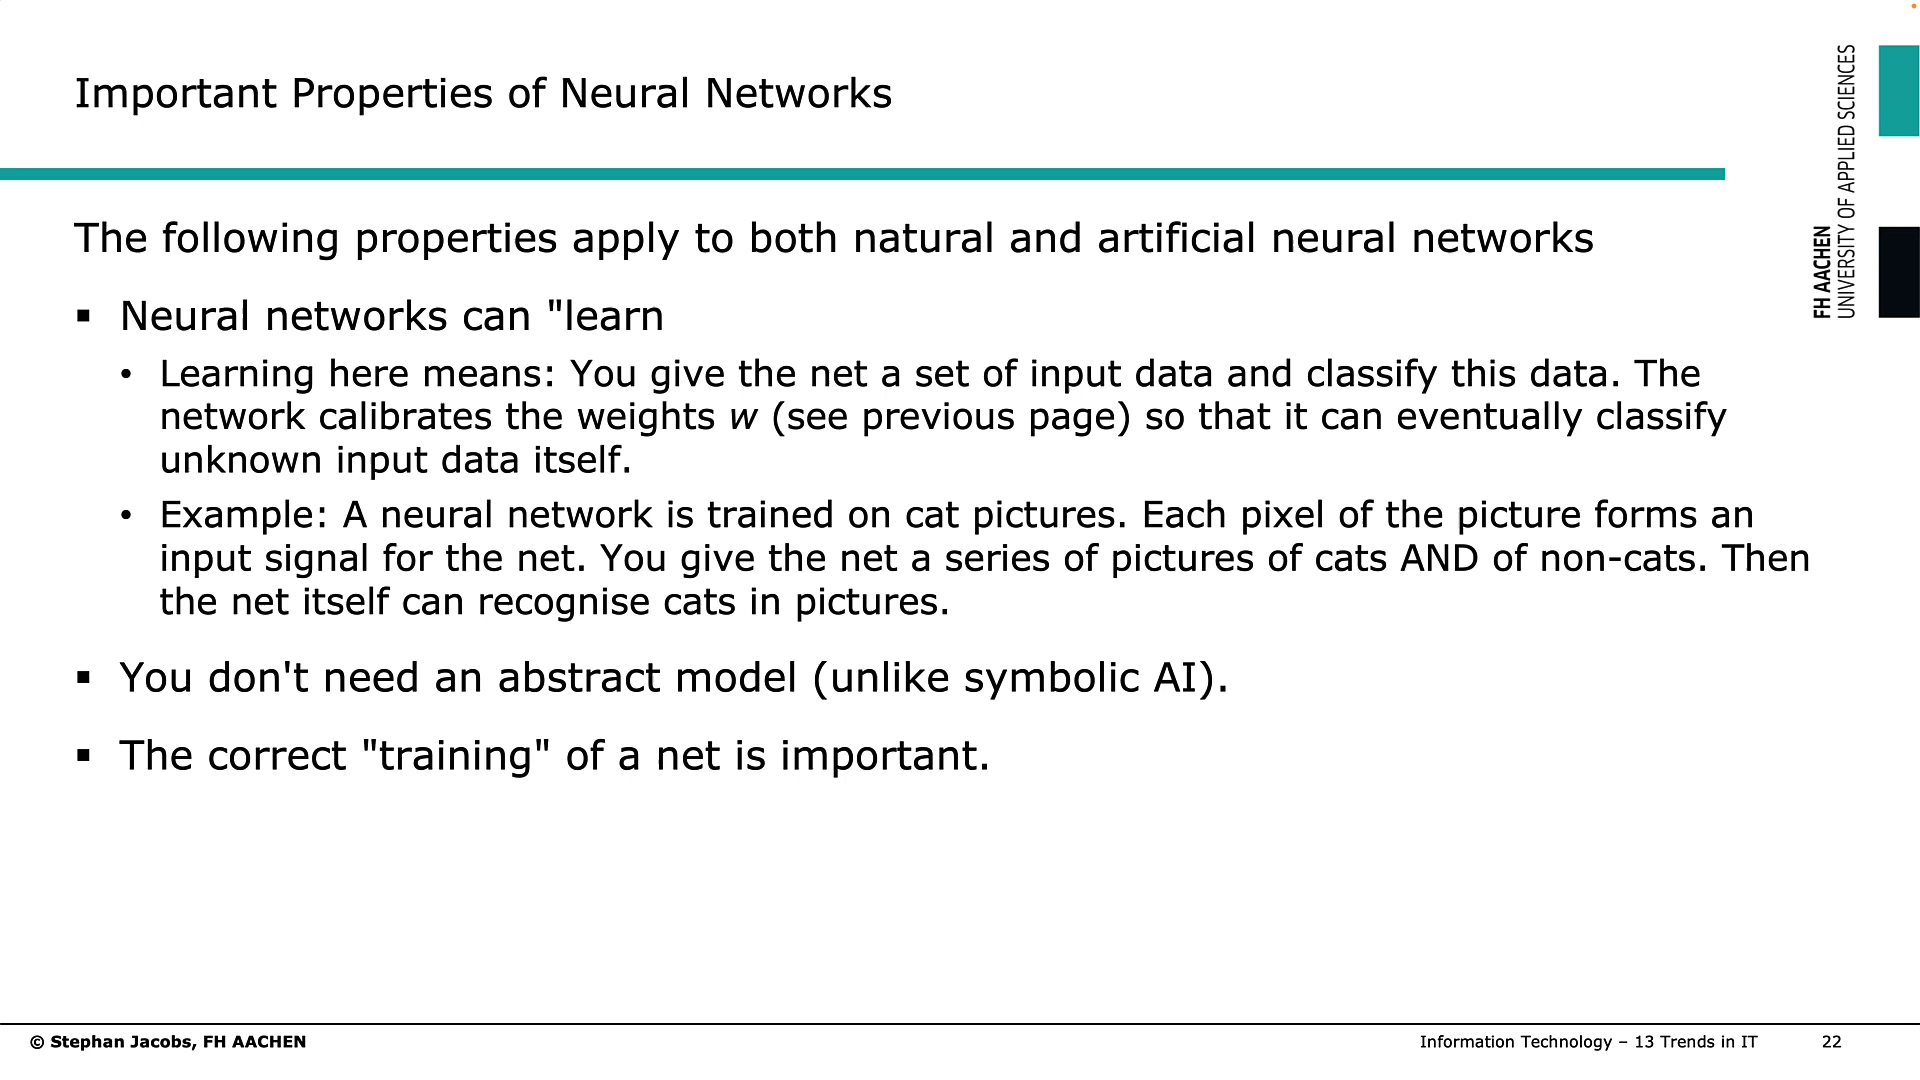 Important Properties of Neural Networks
FH AACHEN
UNIVERSITY OF APPLIED SCIENCES
The following properties apply to both natural and artificial neural networks
▪ Neural networks can "learn
• Learning here means: You give the net a set of input data and classify this data. The
network calibrates the weights w (see previous page) so that it can eventually classify
unknown input data itself.
• Example: A neural network is trained on cat pictures. Each pixel of the picture forms an
input signal for the net. You give the net a series of pictures of cats AND of non-cats. Then
the net itself can recognise cats in pictures.
▪ You don't need an abstract model (unlike symbolic AI).
▪ The correct "training" of a net is important.
© Stephan Jacobs, FH AACHEN
Information Technology – 13 Trends in IT
22